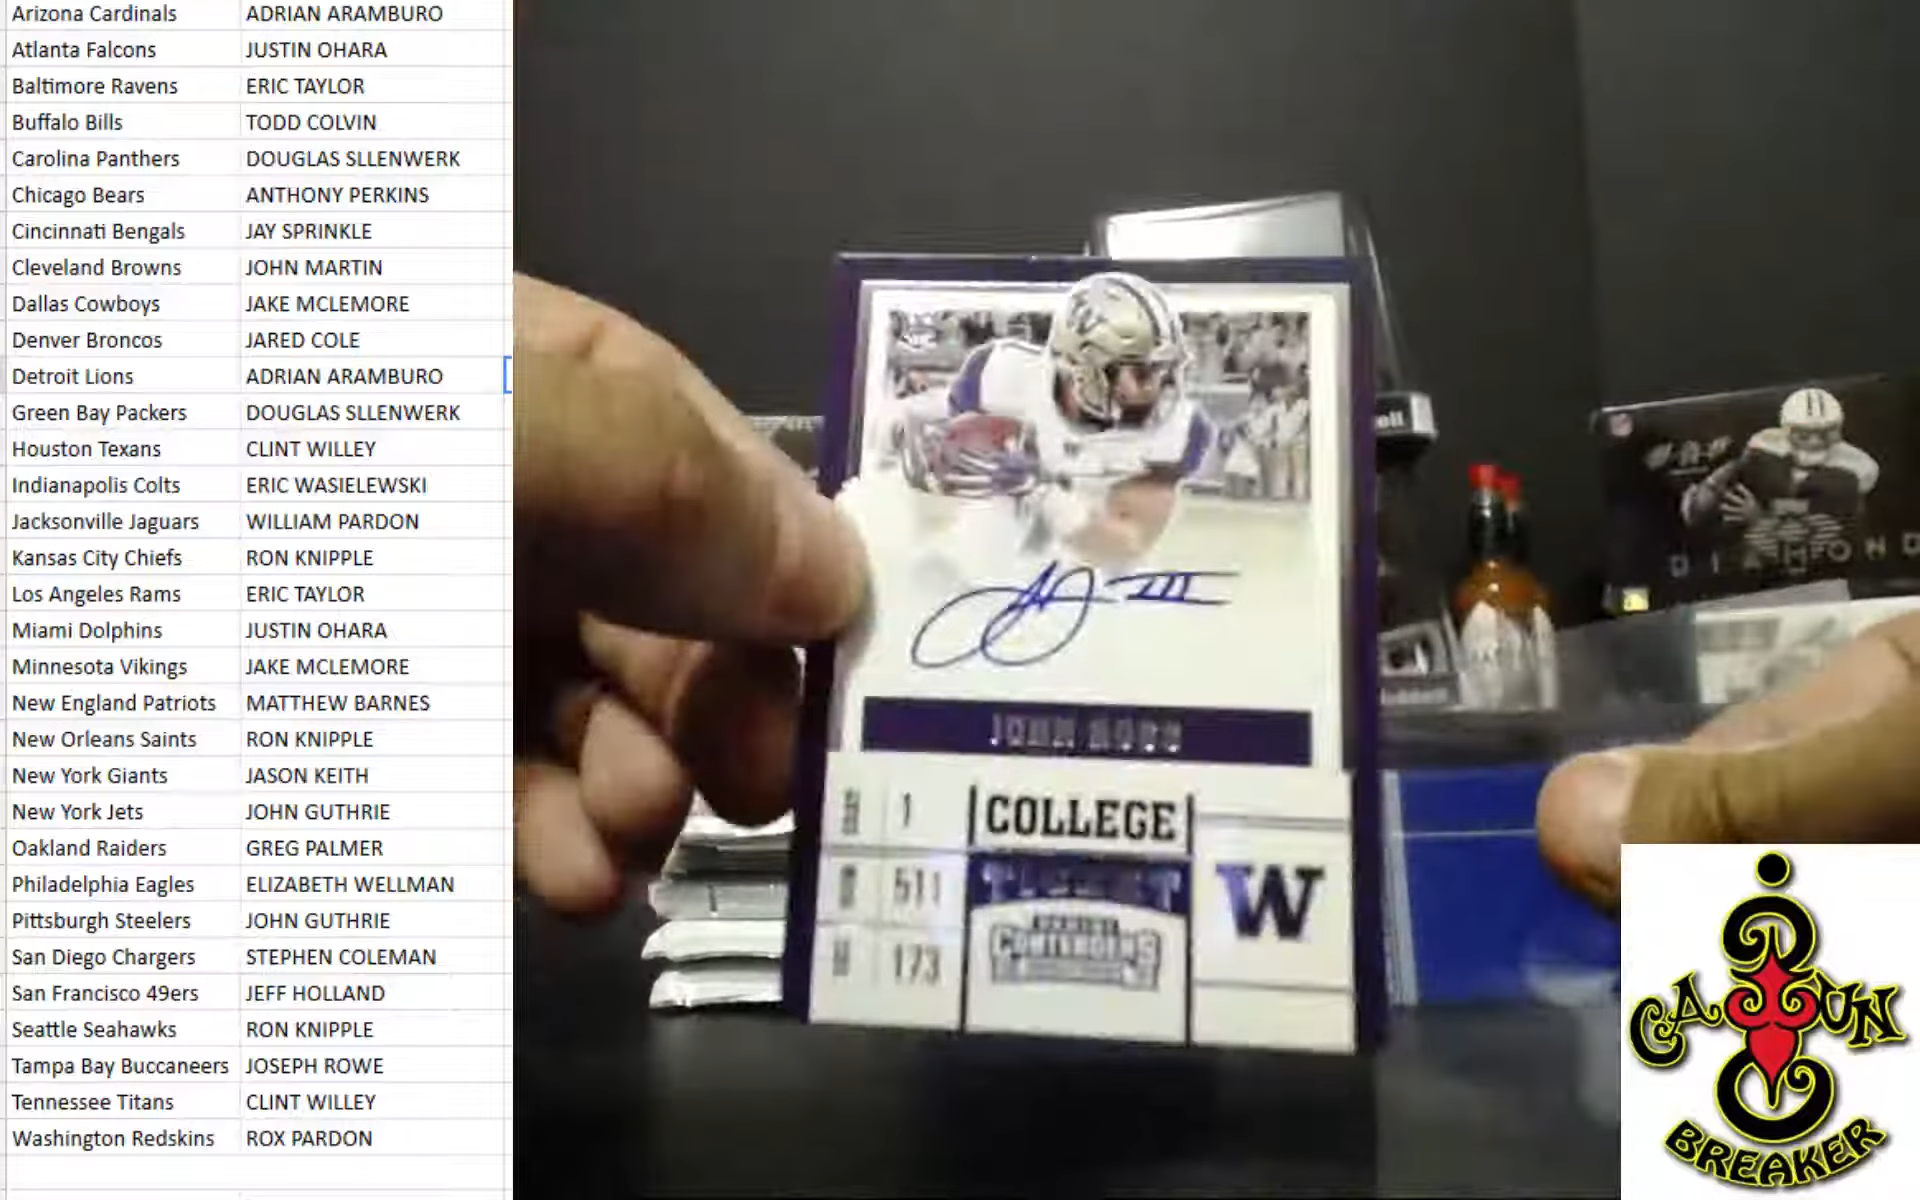 Arizona Cardinals ADRIAN ARAMBURO
Atlanta Falcons JUSTIN OHARA
Baltimore Ravens ERIC TAYLOR
Buffalo Bills TODD COLVIN
Carolina Panthers DOUGLAS SLLENWERK
Chicago Bears ANTHONY PERKINS
Cincinnati Bengals JAY SPRINKLE
Cleveland Browns JOHN MARTIN
Dallas Cowboys JAKE MCLEMORE
Denver Broncos JARED COLE
Detroit Lions ADRIAN ARAMBURO
Green Bay Packers DOUGLAS SLLENWERK
Houston Texans CLINT WILLEY
Indianapolis Colts ERIC WASIELEWSKI
Jacksonville Jaguars WILLIAM PARDON
Kansas City Chiefs RON KNIPPLE
Los Angeles Rams ERIC TAYLOR
Miami Dolphins JUSTIN OHARA
Minnesota Vikings JAKE MCLEMORE
New England Patriots MATTHEW BARNES
New Orleans Saints RON KNIPPLE
New York Giants JASON KEITH
New York Jets JOHN GUTHRIE
Oakland Raiders GREG PALMER
Philadelphia Eagles ELIZABETH WELLMAN
Pittsburgh Steelers JOHN GUTHRIE
San Diego Chargers STEPHEN COLEMAN
San Francisco 49ers JEFF HOLLAND
Seattle Seahawks RON KNIPPLE
Tampa Bay Buccaneers JOSEPH ROWE
Tennessee Titans CLINT WILLEY
Washington Redskins ROX PARDON
III
JOHN ROSS
1
511
173
COLLEGE
TICKET
PANINI
CONTENDERS
W
DIAMOND
CAJUN
BREAKER